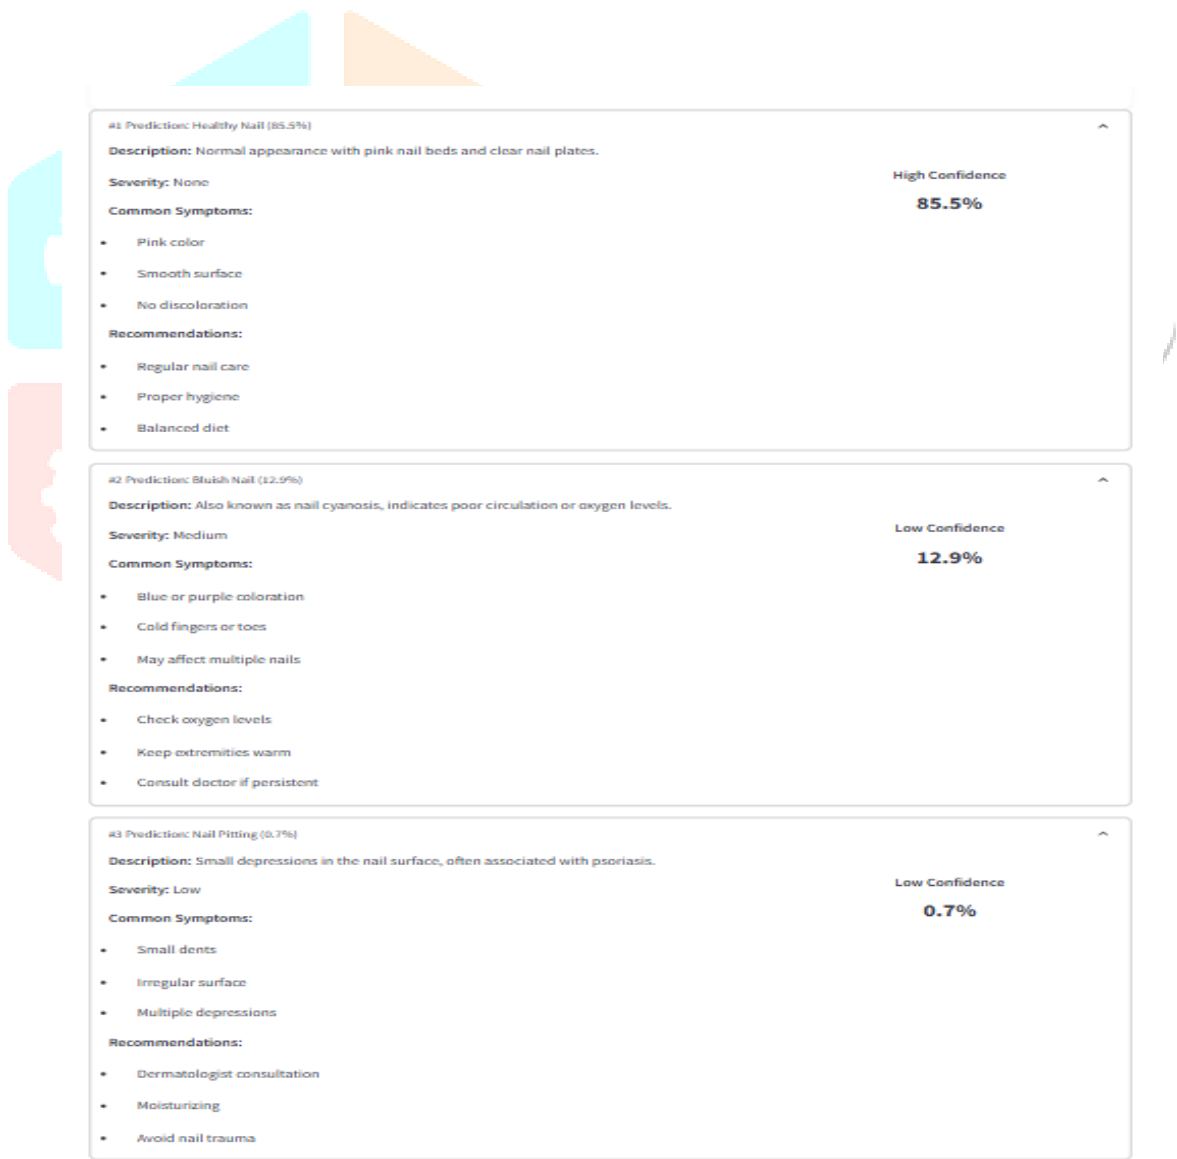 #1 Prediction: Healthy Nail (85.5%)
Description: Normal appearance with pink nail beds and clear nail plates.
High Confidence
Severity: None
85.5%
Common Symptoms:
• Pink color
• Smooth surface
• No discoloration
Recommendations:
• Regular nail care
• Proper hygiene
• Balanced diet
#2 Prediction: Bluish Nail (12.9%)
Description: Also known as nail cyanosis, indicates poor circulation or oxygen levels.
Low Confidence
Severity: Medium
12.9%
Common Symptoms:
• Blue or purple coloration
• Cold fingers or toes
• May affect multiple nails
Recommendations:
• Check oxygen levels
• Keep extremities warm
• Consult doctor if persistent
#3 Prediction: Nail Pitting (0.7%)
Description: Small depressions in the nail surface, often associated with psoriasis.
Low Confidence
Severity: Low
0.7%
Common Symptoms:
• Small dents
• Irregular surface
• Multiple depressions
Recommendations:
• Dermatologist consultation
• Moisturizing
• Avoid nail trauma